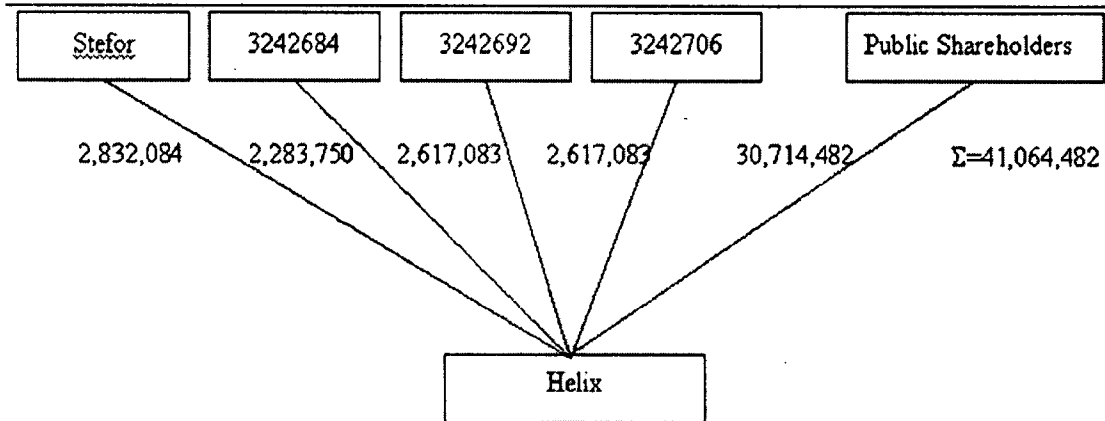 Stefor 3242684 3242692 3242706 Public Shareholders
2,832,084 2,283,750 2,617,083 2,617,083 30,714,482 Σ=41,064,482
Helix